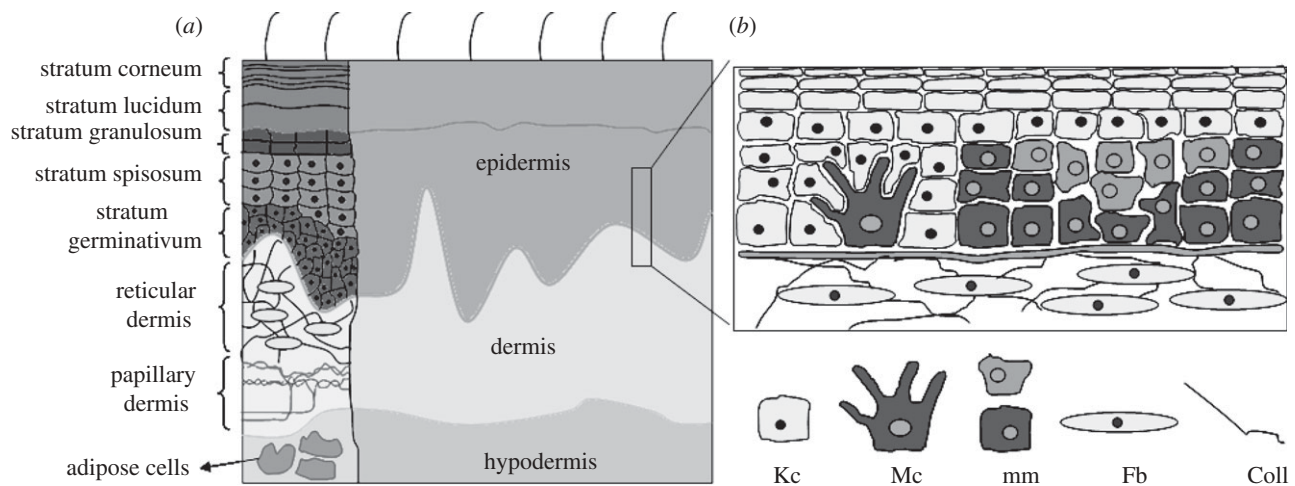 (a)
stratum corneum
stratum lucidum
stratum granulosum
stratum spisosum
stratum
germinativum
reticular
dermis
papillary
dermis
adipose cells
epidermis
dermis
hypodermis
(b)
Kc
Mc
mm
Fb
Coll